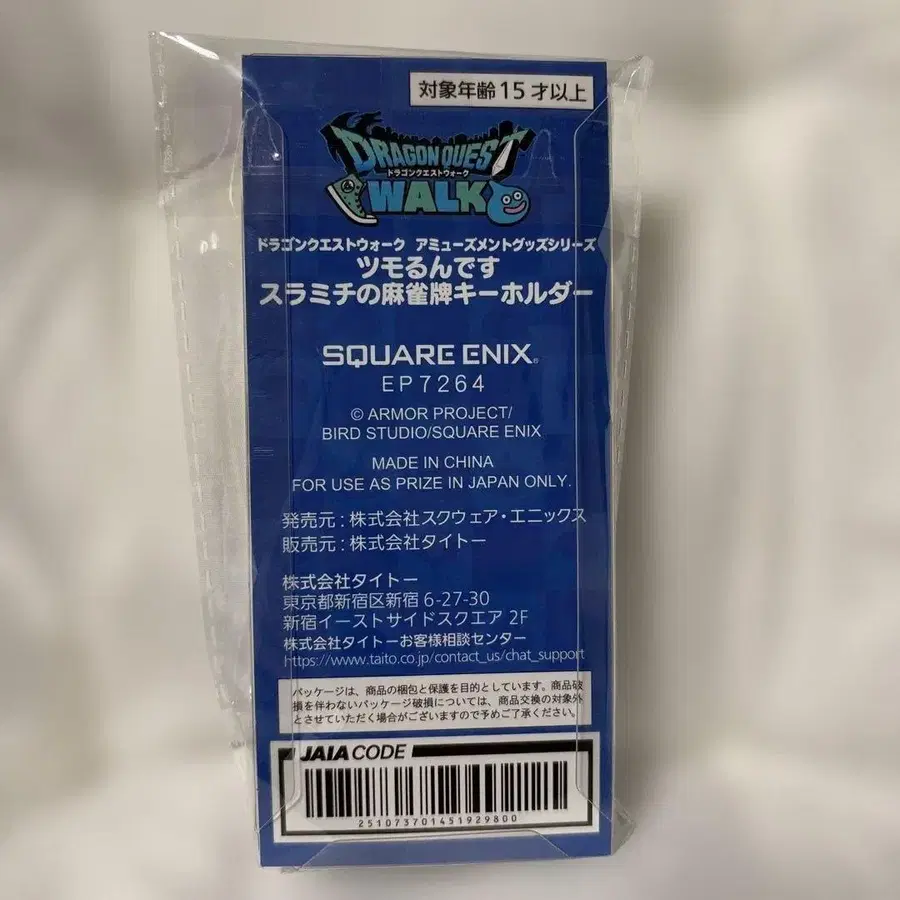 対象年齢15才以上
DRAGON QUEST
ドラゴンクエストウォーク
WALK
ドラゴンクエストウォーク アミューズメントグッズシリーズ
ツモるんです
スラミチの麻雀牌キーホルダー
SQUARE ENIX®
EP7264
© ARMOR PROJECT/
BIRD STUDIO/SQUARE ENIX
MADE IN CHINA
FOR USE AS PRIZE IN JAPAN ONLY.
発売元:株式会社スクウェア・エニックス
販売元:株式会社タイトー
株式会社タイトー
東京都新宿区新宿 6-27-30
新宿イーストサイドスクエア 2F
株式会社タイトーお客様相談センター
https://www.taito.co.jp/contact_us/chat_support
パッケージは、商品の梱包と保護を目的としています。商品破
損を伴わないパッケージ破損については、商品交換の対象外
とさせていただく場合がございますので予めご了承ください。
JAIA CODE
251073701451929800